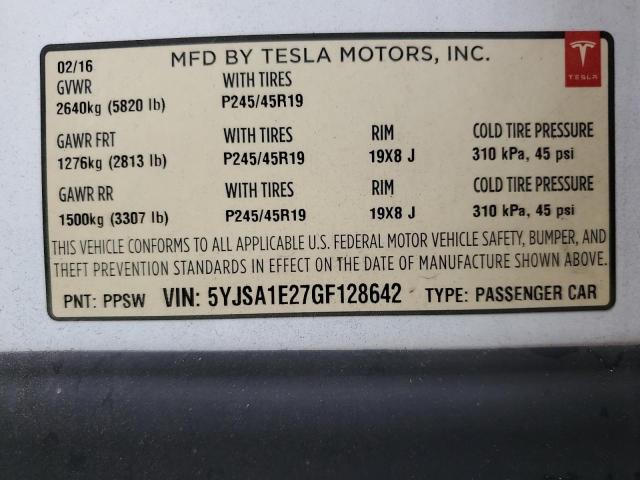 MFD BY TESLA MOTORS, INC.
TESLA
02/16
GVWR WITH TIRES
2640kg (5820 lb) P245/45R19
GAWR FRT WITH TIRES RIM COLD TIRE PRESSURE
1276kg (2813 lb) P245/45R19 19X8 J 310 kPa, 45 psi
GAWR RR WITH TIRES RIM COLD TIRE PRESSURE
1500kg (3307 lb) P245/45R19 19X8 J 310 kPa, 45 psi
THIS VEHICLE CONFORMS TO ALL APPLICABLE U.S. FEDERAL MOTOR VEHICLE SAFETY, BUMPER, AND
THEFT PREVENTION STANDARDS IN EFFECT ON THE DATE OF MANUFACTURE SHOWN ABOVE.
PNT: PPSW VIN: 5YJSA1E27GF128642 TYPE: PASSENGER CAR